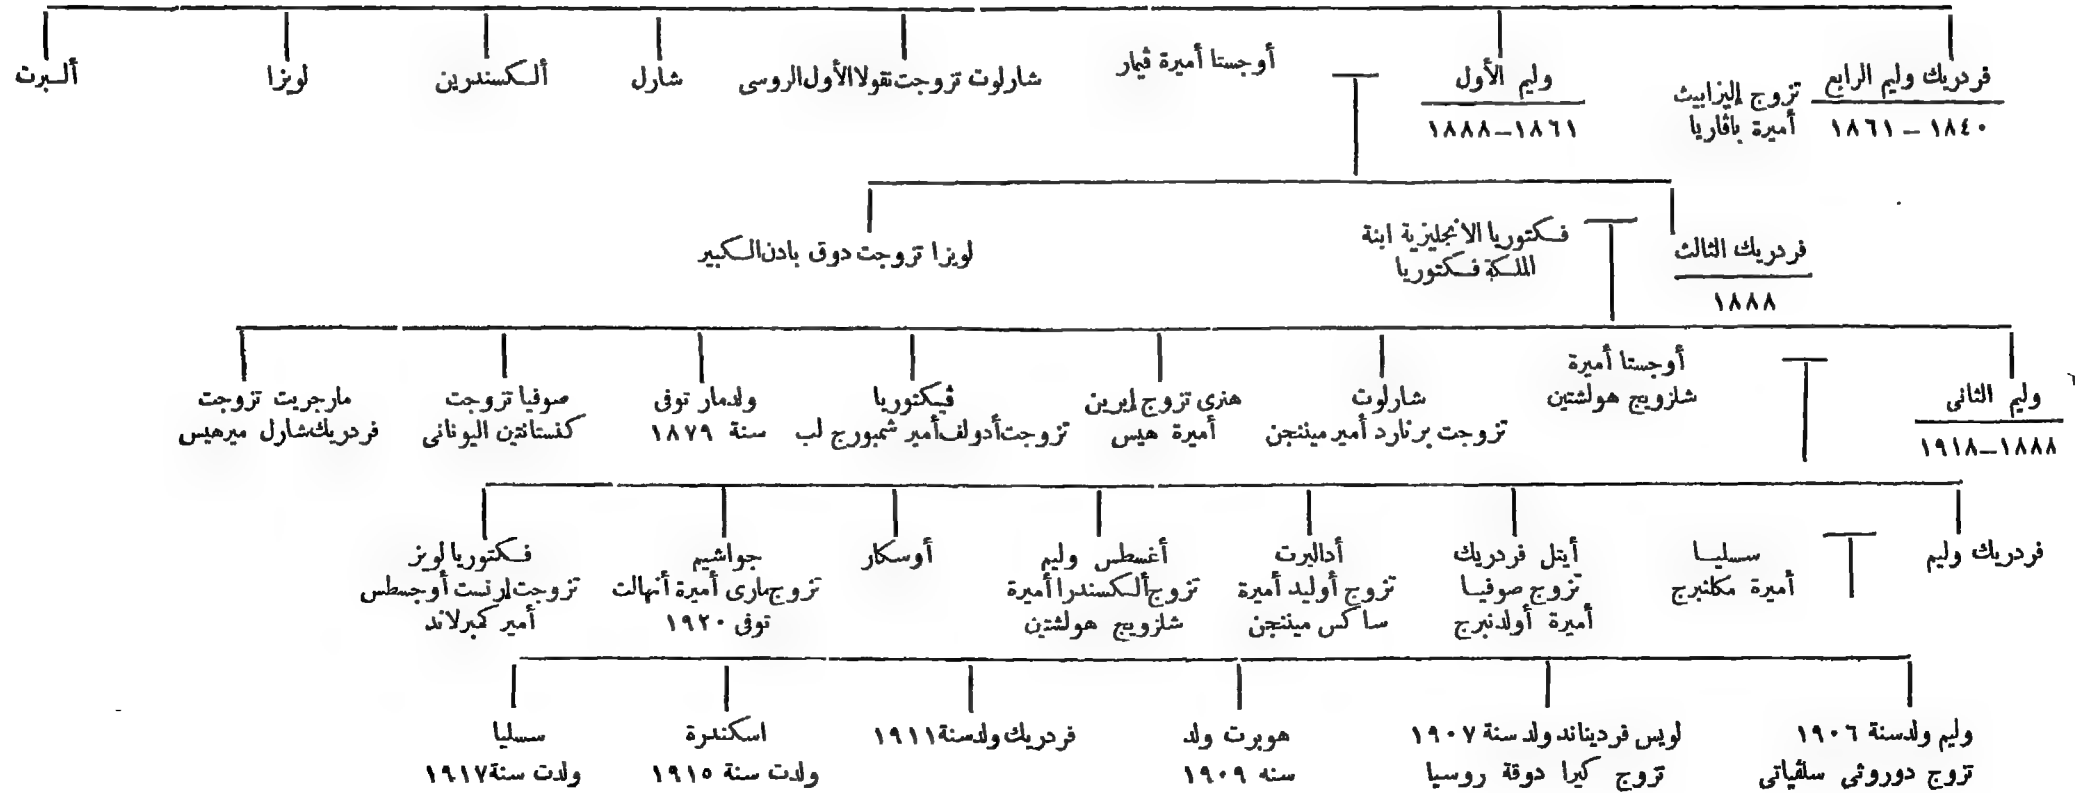 فردريك وليم الرابع
١٨٤٠ – ١٨٦١
تزوج إليزابيث
أميرة باڤاريا
وليم الأول
١٨٦١–١٨٨٨
أوجستا أميرة ڤيمار
شارلوت تزوجت نقولا الأول الروسى
شارل
ألكسندرين
لويزا
ألبرت
فردريك الثالث
١٨٨٨
فكتوريا الانجليزية ابنة
الملكة فكتوريا
لويزا تزوجت دوق بادن الكبير
وليم الثانى
١٨٨٨–١٩١٨
أوجستا أميرة
شلزويج هولشتين
شارلوت
تزوجت برنارد أمير ميننجن
هنرى تزوج إيرين
أميرة هيس
ڤيكتوريا
تزوجت أدولف أمير شمبورج لب
ولدمار توفى
سنة ١٨٧٩
صوفيا تزوجت
كنستانتين اليونانى
مارجريت تزوجت
فردريك شارل ميرهيس
فردريك وليم
سسليا
أميرة مكلنبرج
أيتل فردريك
تزوج صوفيا
أميرة أولدنبرج
أدالبرت
تزوج أوليد أميرة
ساكس ميننجن
أغسطس وليم
تزوج ألكسندرا أميرة
شلزويج هولشتين
أوسكار
جواشيم
تزوج مارى أميرة أنهالت
توفى ١٩٢٠
فكتوريا لويز
تزوجت إرنست أوجسطس
أمير كمبرلاند
وليم ولد سنة ١٩٠٦
تزوج دوروثى سلڤياتى
لويس فرديناند ولد سنة ١٩٠٧
تزوج كيرا دوقة روسيا
هوبرت ولد
سنه ١٩٠٩
فردريك ولد سنة ١٩١١
اسكندرة
ولدت سنة ١٩١٥
سسليا
ولدت سنة ١٩١٧